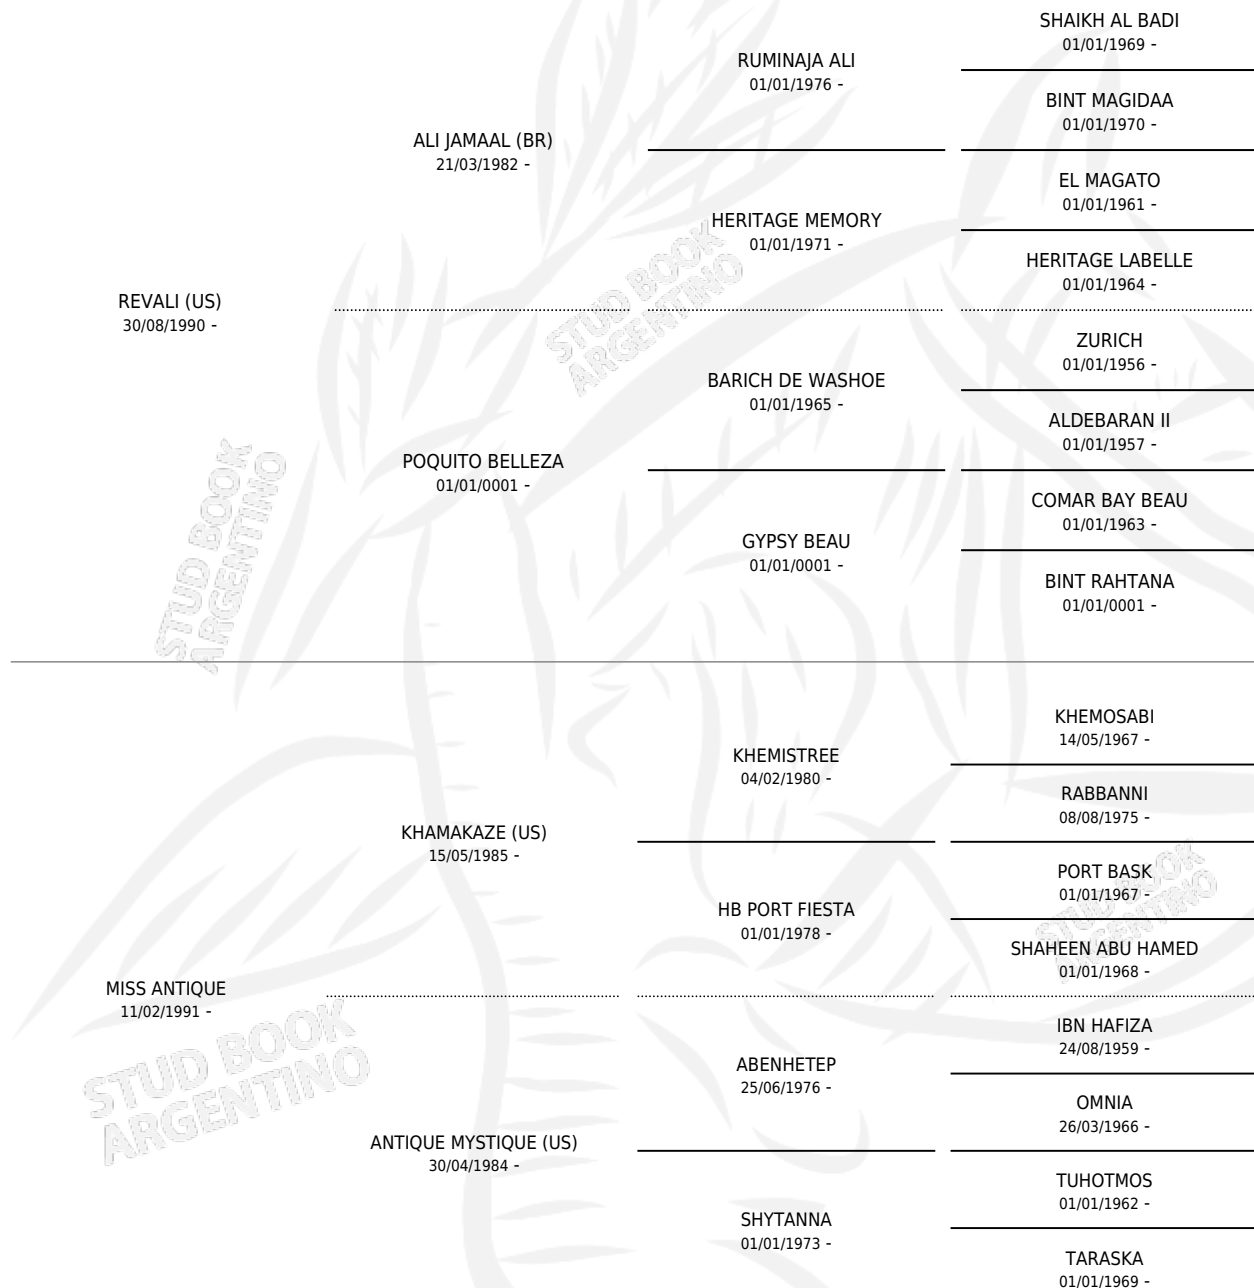 SHAIKH AL BADI
01/01/1969 -
RUMINAJA ALI
01/01/1976 -
BINT MAGIDAA
01/01/1970 -
ALI JAMAAL (BR)
21/03/1982 -
EL MAGATO
01/01/1961 -
HERITAGE MEMORY
01/01/1971 -
HERITAGE LABELLE
01/01/1964 -
REVALI (US)
30/08/1990 -
ZURICH
01/01/1956 -
BARICH DE WASHOE
01/01/1965 -
ALDEBARAN II
01/01/1957 -
POQUITO BELLEZA
01/01/0001 -
COMAR BAY BEAU
01/01/1963 -
GYPSY BEAU
01/01/0001 -
BINT RAHTANA
01/01/0001 -
KHEMOSABI
14/05/1967 -
KHEMISTREE
04/02/1980 -
RABBANNI
08/08/1975 -
KHAMAKAZE (US)
15/05/1985 -
PORT BASK
01/01/1967 -
HB PORT FIESTA
01/01/1978 -
SHAHEEN ABU HAMED
01/01/1968 -
MISS ANTIQUE
11/02/1991 -
IBN HAFIZA
24/08/1959 -
ABENHETEP
25/06/1976 -
OMNIA
26/03/1966 -
ANTIQUE MYSTIQUE (US)
30/04/1984 -
TUHOTMOS
01/01/1962 -
SHYTANNA
01/01/1973 -
TARASKA
01/01/1969 -
STUD BOOK
ARGENTINO
STUD BOOK
ARGENTINO
STUD BOOK
ARGENTINO
STUD BOOK
ARGENTINO